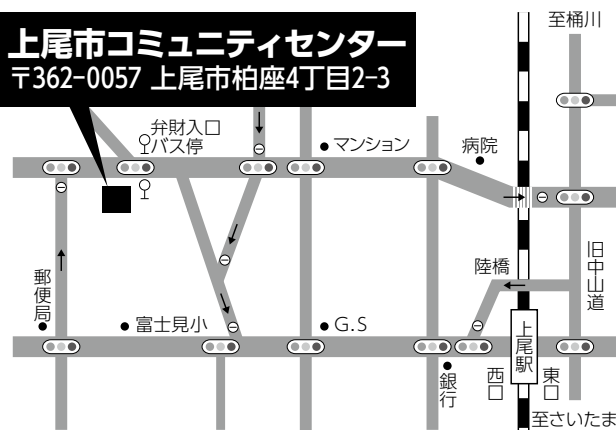 上尾市コミュニティセンター
〒362-0057 上尾市柏座4丁目2-3
至桶川
弁財入口
バス停
マンション
病院
郵便局
富士見小
G.S
陸橋
旧中山道
上尾駅
銀行
西口
東口
至さいたま